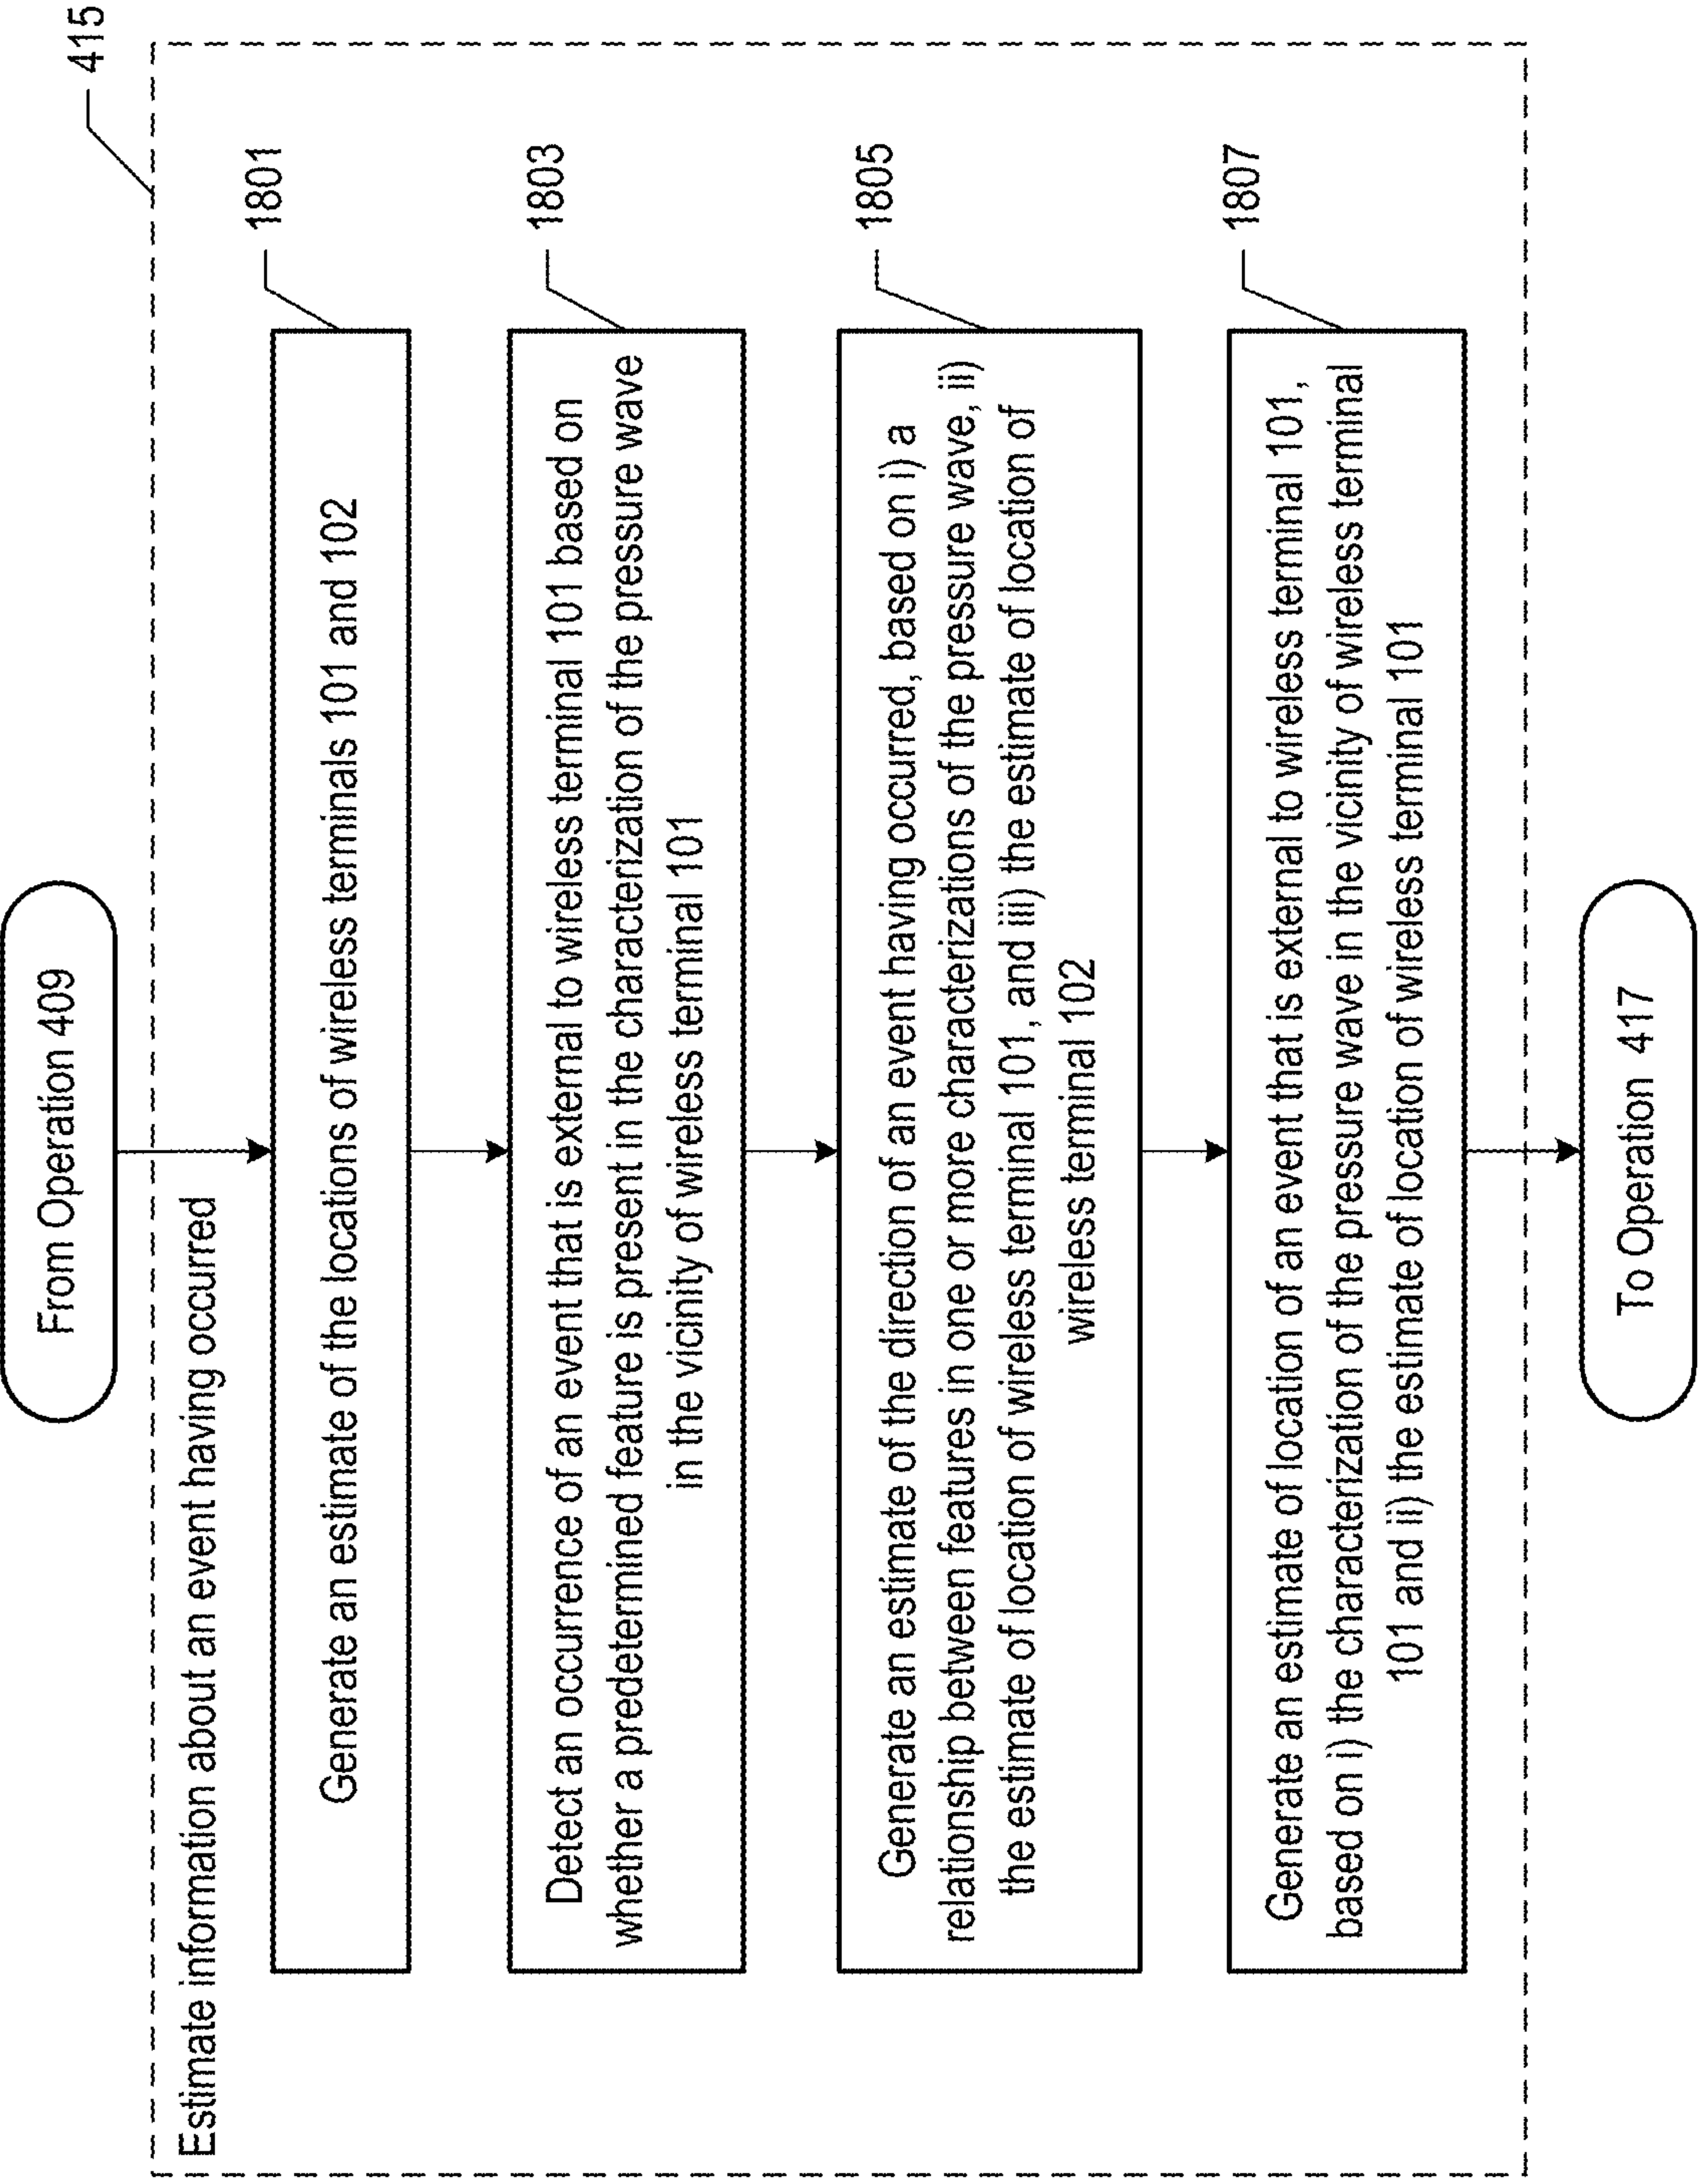 From Operation 409
415
Estimate information about an event having occurred
1801
Generate an estimate of the locations of wireless terminals 101 and 102
1803
Detect an occurrence of an event that is external to wireless terminal 101 based on
whether a predetermined feature is present in the characterization of the pressure wave
in the vicinity of wireless terminal 101
1805
Generate an estimate of the direction of an event having occurred, based on i) a
relationship between features in one or more characterizations of the pressure wave, ii)
the estimate of location of wireless terminal 101, and iii) the estimate of location of
wireless terminal 102
1807
Generate an estimate of location of an event that is external to wireless terminal 101,
based on i) the characterization of the pressure wave in the vicinity of wireless terminal
101 and ii) the estimate of location of wireless terminal 101
To Operation 417